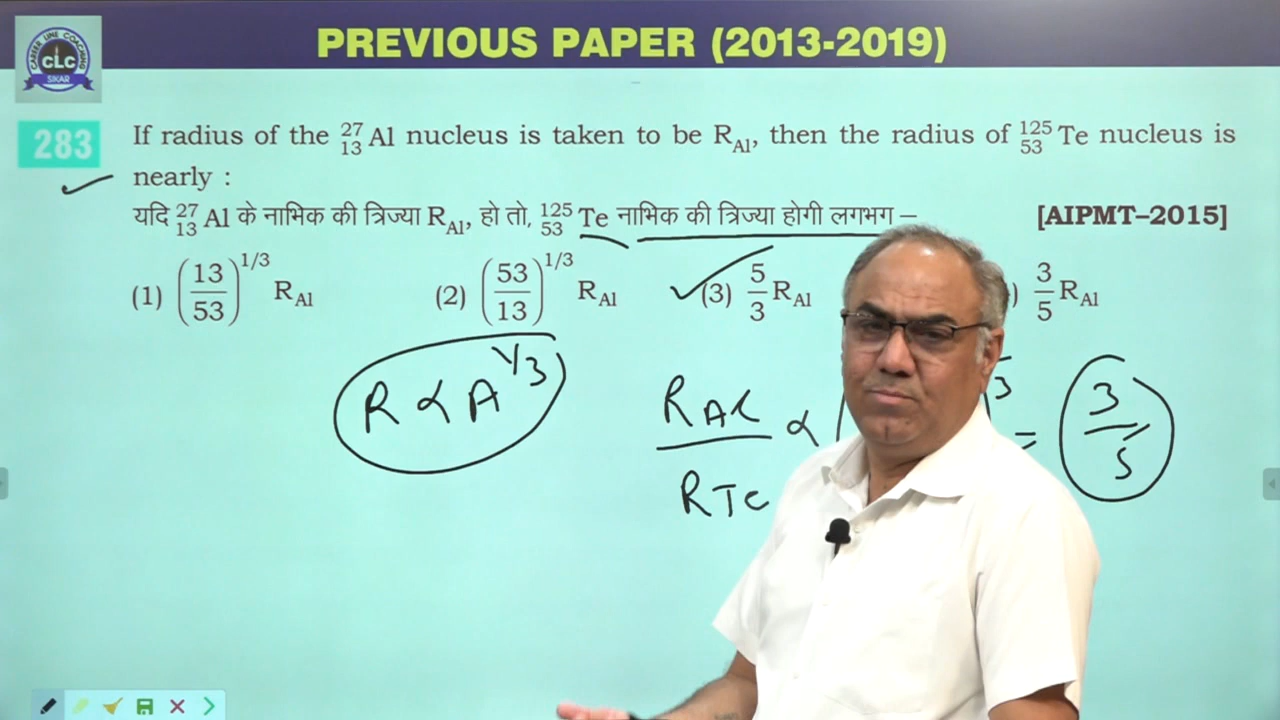 PREVIOUS PAPER (2013-2019)
CAREER LINE COACHING
CLC
SIKAR
283 If radius of the ²⁷₁₃Al nucleus is taken to be R_Al, then the radius of ¹²⁵₅₃Te nucleus is
nearly :
यदि ²⁷₁₃Al के नाभिक की त्रिज्या R_Al, हो तो, ¹²⁵₅₃Te नाभिक की त्रिज्या होगी लगभग – [AIPMT–2015]
(1) (13/53)^1/3 R_Al (2) (53/13)^1/3 R_Al (3) 5/3 R_Al ) 3/5 R_Al
R ∝ A^1/3
R_Al / R_Te ∝ ( 3 = 3/5